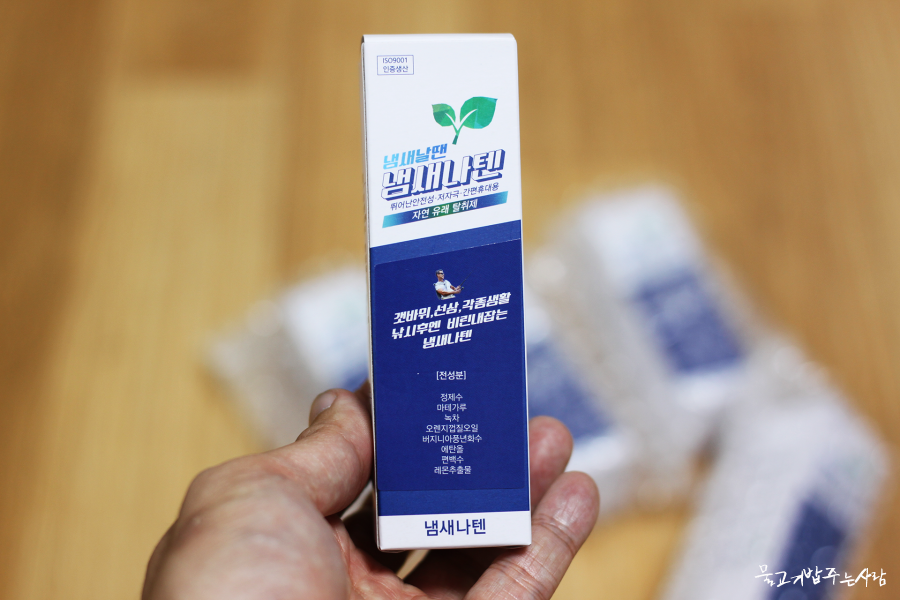 ISO9001
인증생산
냄새날땐
냄새나텐
뛰어난안전성·저자극·간편휴대용
자연 유래 탈취제
갯바위,선상,각종생활
낚시후엔 비린내잡는
냄새나텐
[전성분]
정제수
마테가루
녹차
오렌지껍질오일
버지니아풍년화수
에탄올
편백수
레몬추출물
냄새나텐
물고기밥주는사람